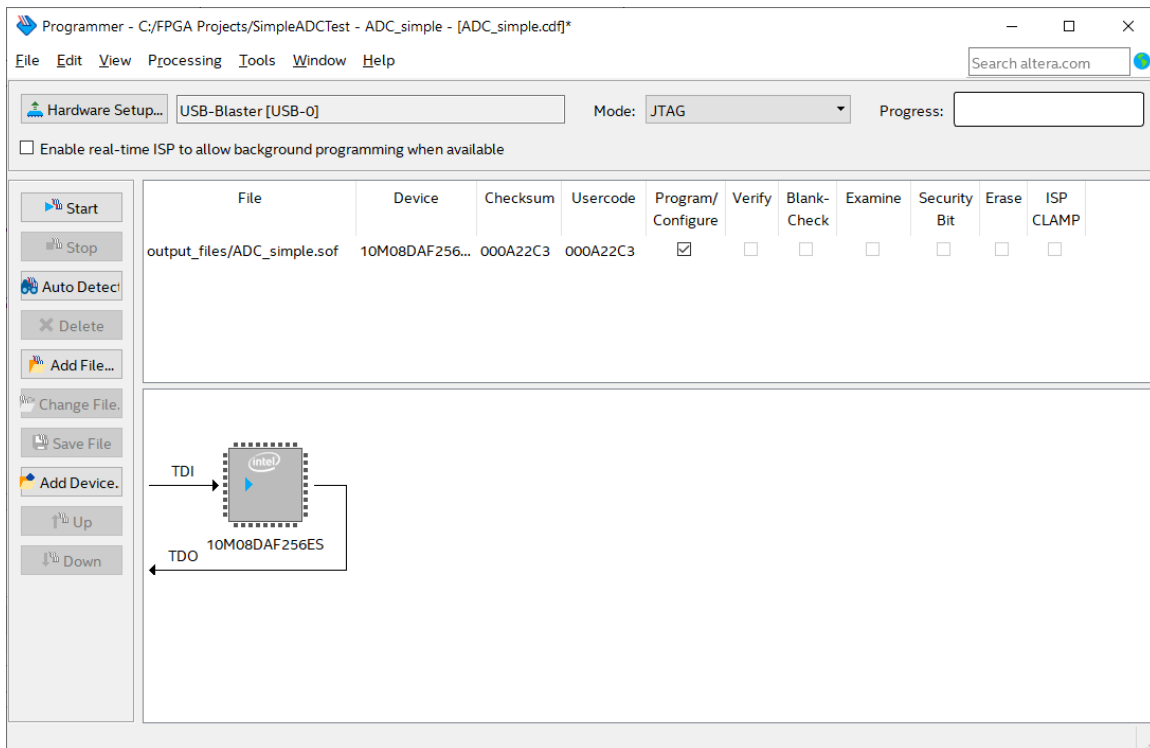 Programmer - C:/FPGA Projects/SimpleADCTest - ADC_simple - [ADC_simple.cdf]*
File Edit View Processing Tools Window Help
Search altera.com
Hardware Setup... USB-Blaster [USB-0] Mode: JTAG Progress:
Enable real-time ISP to allow background programming when available
Start
Stop
Auto Detect
Delete
Add File...
Change File.
Save File
Add Device.
Up
Down
File Device Checksum Usercode Program/ Verify Blank- Examine Security Erase ISP
Configure Check Bit CLAMP
output_files/ADC_simple.sof 10M08DAF256... 000A22C3 000A22C3
intel
TDI
10M08DAF256ES
TDO